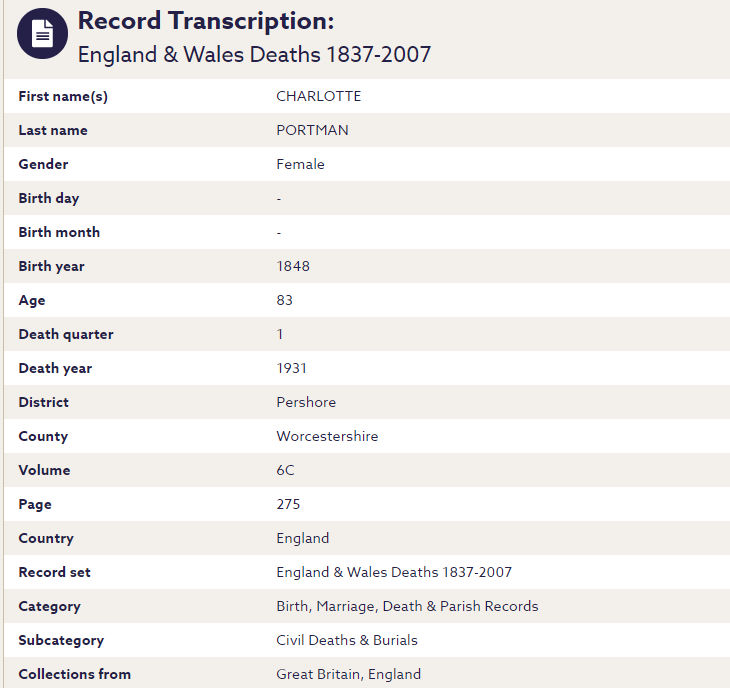 Record Transcription:
England & Wales Deaths 1837-2007
First name(s) CHARLOTTE
Last name PORTMAN
Gender Female
Birth day -
Birth month -
Birth year 1848
Age 83
Death quarter 1
Death year 1931
District Pershore
County Worcestershire
Volume 6C
Page 275
Country England
Record set England & Wales Deaths 1837-2007
Category Birth, Marriage, Death & Parish Records
Subcategory Civil Deaths & Burials
Collections from Great Britain, England